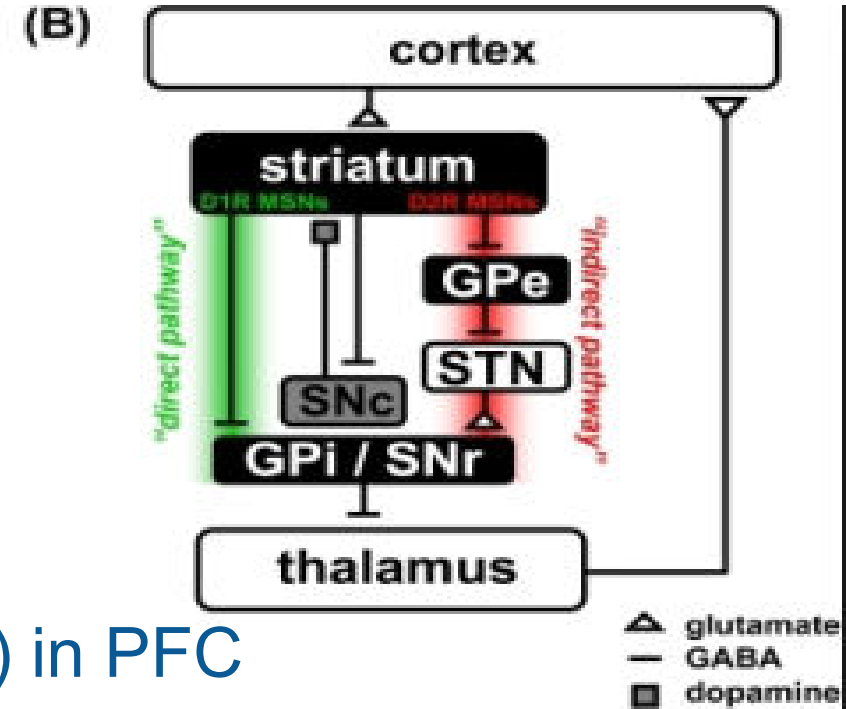 (B)
cortex
striatum
D1R MSNs
D2R MSNs
"direct pathway"
"indirect pathway"
GPe
STN
SNc
GPi / SNr
thalamus
) in PFC
glutamate
GABA
dopamine